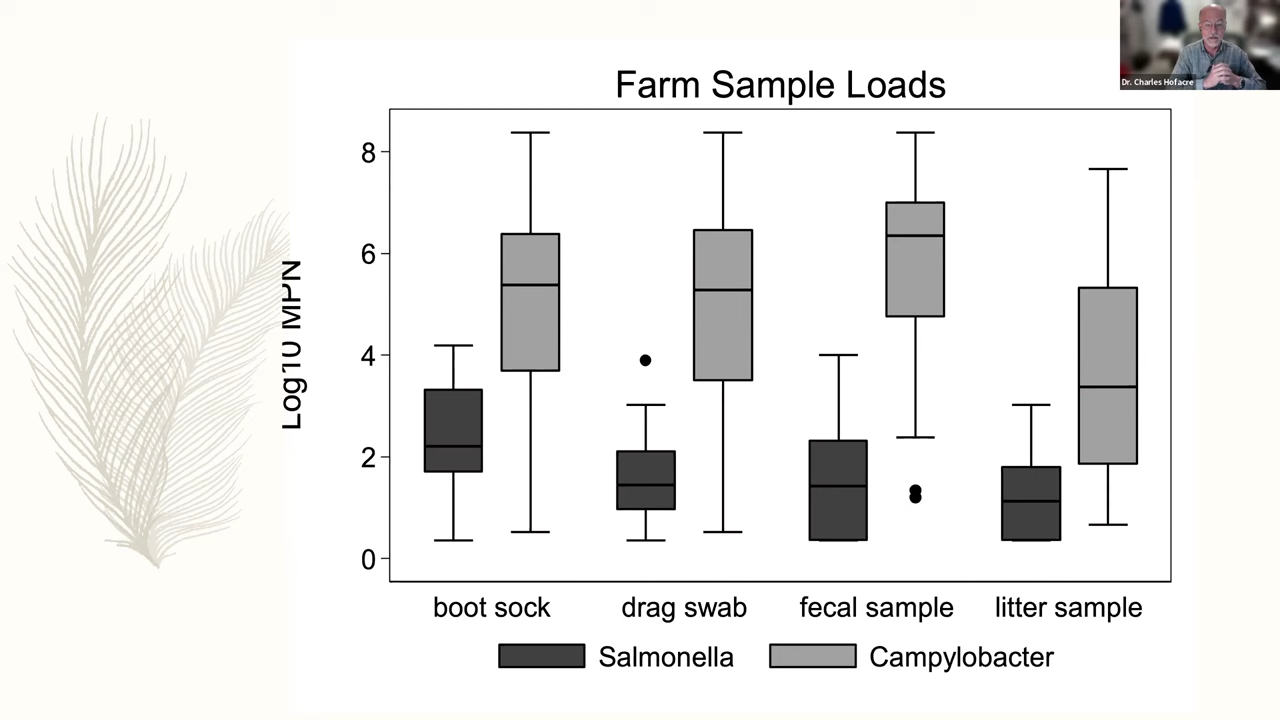 Dr. Charles Hofacre
Farm Sample Loads
Log10 MPN
8
6
4
2
0
boot sock drag swab fecal sample litter sample
Salmonella Campylobacter